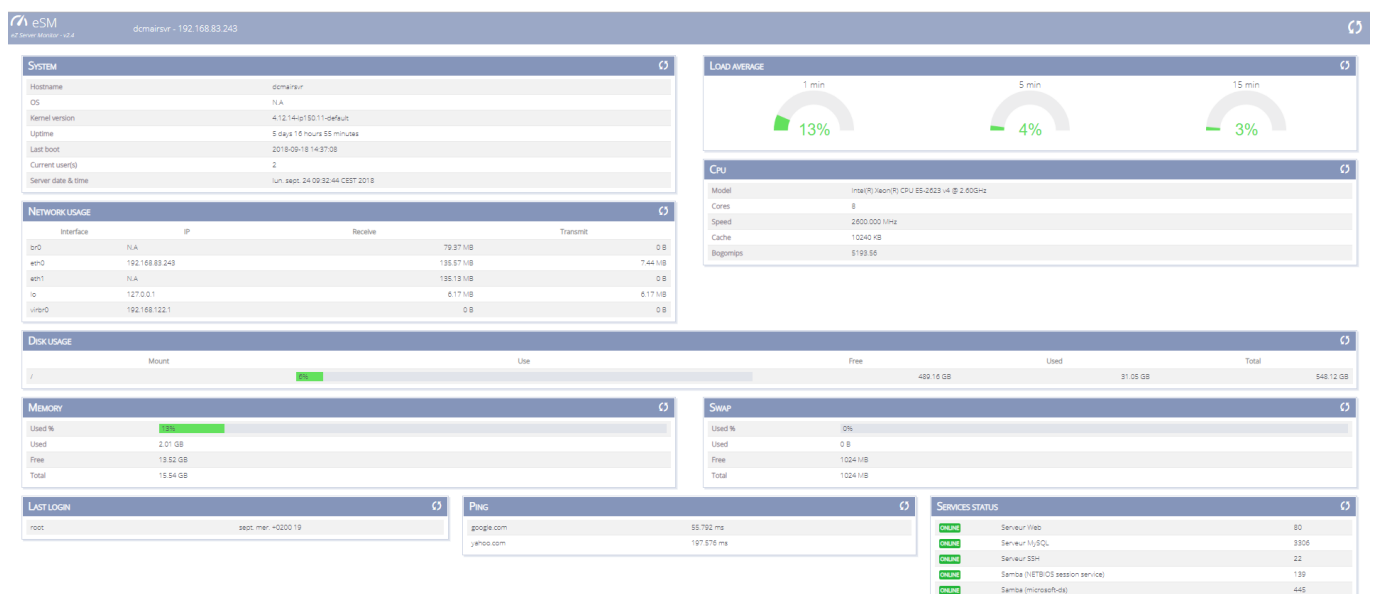 eSM
eZ Server Monitor - v2.4
dcmairsvr - 192.168.83.243
SYSTEM
Hostname dcmairsvr
OS N.A
Kernel version 4.12.14-lp150.11-default
Uptime 5 days 16 hours 55 minutes
Last boot 2018-09-18 14:37:08
Current user(s) 2
Server date & time lun. sept. 24 09:32:44 CEST 2018
LOAD AVERAGE
1 min 5 min 15 min
13% 4% 3%
CPU
Model Intel(R) Xeon(R) CPU E5-2623 v4 @ 2.60GHz
Cores 8
Speed 2600.000 MHz
Cache 10240 KB
Bogomips 5193.56
NETWORK USAGE
Interface IP Receive Transmit
br0 N.A 79.37 MB 0 B
eth0 192.168.83.243 135.57 MB 7.44 MB
eth1 N.A 135.13 MB 0 B
lo 127.0.0.1 6.17 MB 6.17 MB
virbr0 192.168.122.1 0 B 0 B
DISK USAGE
Mount Use Free Used Total
/ 6% 489.16 GB 31.05 GB 548.12 GB
MEMORY
Used % 13%
Used 2.01 GB
Free 13.52 GB
Total 15.54 GB
SWAP
Used % 0%
Used 0 B
Free 1024 MB
Total 1024 MB
LAST LOGIN
root sept. mer. +0200 19
PING
google.com 55.792 ms
yahoo.com 197.576 ms
SERVICES STATUS
ONLINE Serveur Web 80
ONLINE Serveur MySQL 3306
ONLINE Serveur SSH 22
ONLINE Samba (NETBIOS session service) 139
ONLINE Samba (microsoft-ds) 445